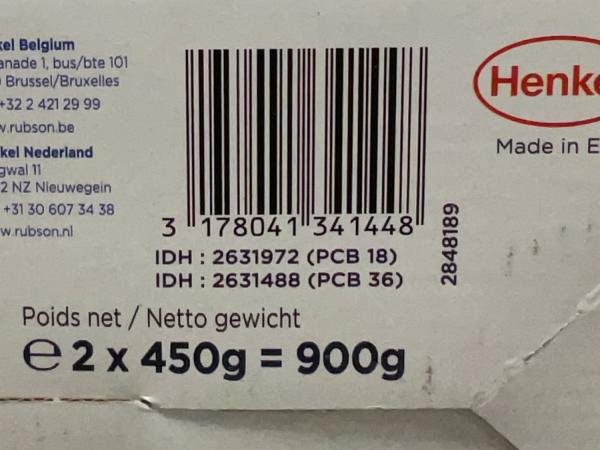 kel Belgium
anade 1, bus/bte 101
Brussel/Bruxelles
+32 2 421 29 99
w.rubson.be
kel Nederland
gwal 11
2 NZ Nieuwegein
+31 30 607 34 38
w.rubson.nl
3 178041 341448
IDH : 2631972 (PCB 18)
IDH : 2631488 (PCB 36)
2848189
Henke
Made in E
Poids net / Netto gewicht
℮ 2 x 450g = 900g